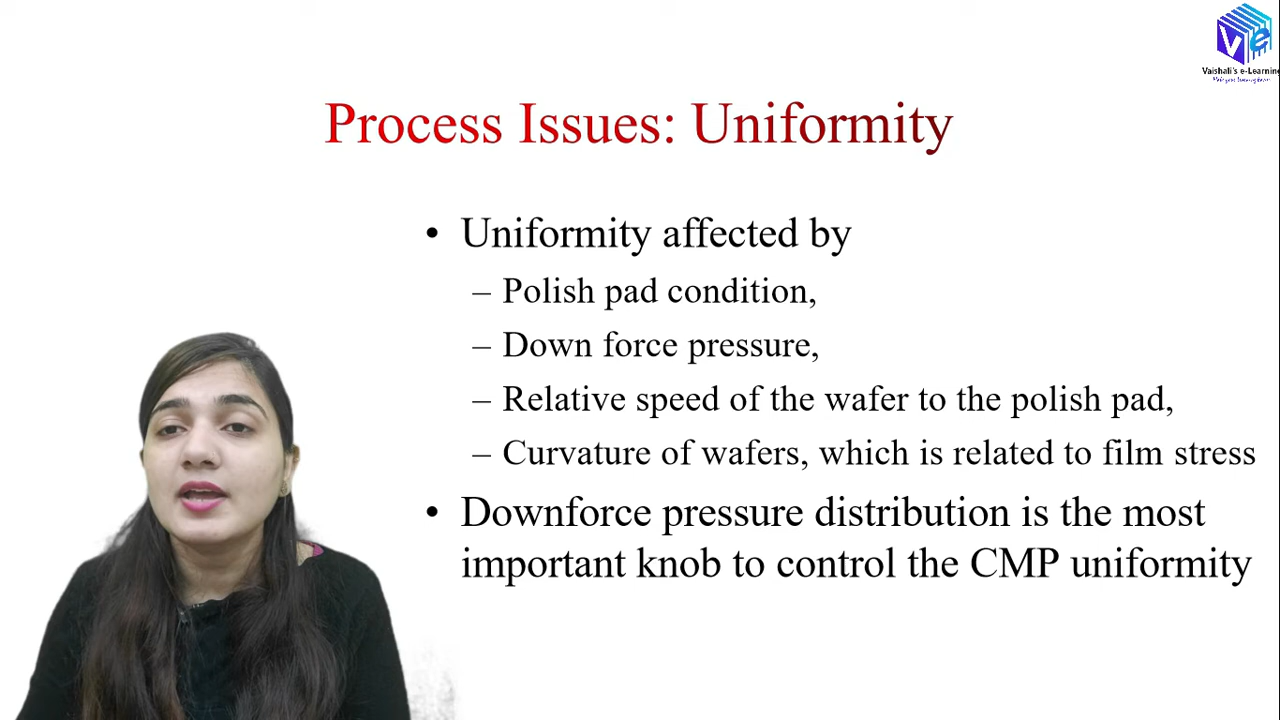 Ve
Vaishali's e-Learning
Process Issues: Uniformity
• Uniformity affected by
– Polish pad condition,
– Down force pressure,
– Relative speed of the wafer to the polish pad,
– Curvature of wafers, which is related to film stress
• Downforce pressure distribution is the most
important knob to control the CMP uniformity